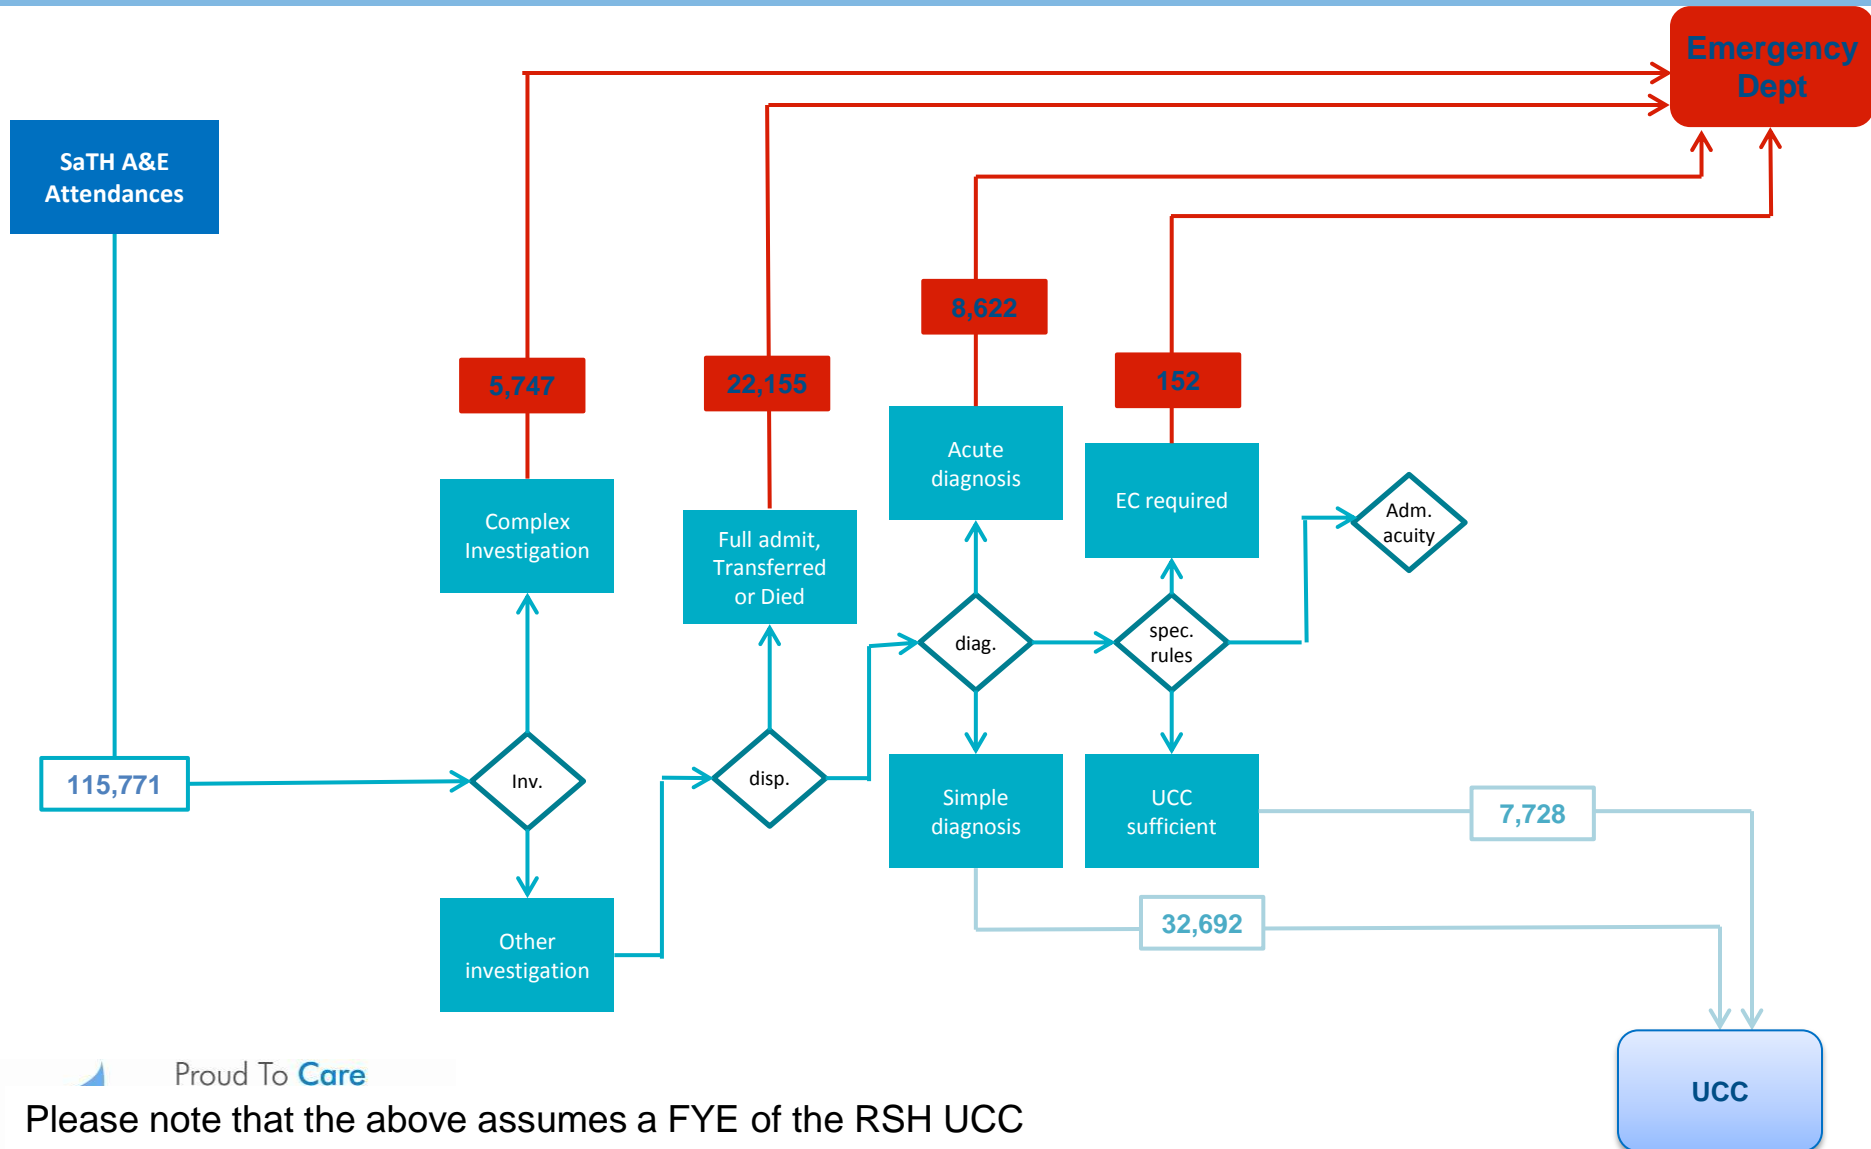 Emergency
Dept
SaTH A&E
Attendances
8,622
5,747
22,155
152
Acute
diagnosis
EC required
Adm.
acuity
Complex
Investigation
Full admit,
Transferred
or Died
diag.
spec.
rules
115,771
Inv.
disp.
Simple
diagnosis
UCC
sufficient
7,728
32,692
Other
investigation
Proud To Care
UCC
Please note that the above assumes a FYE of the RSH UCC